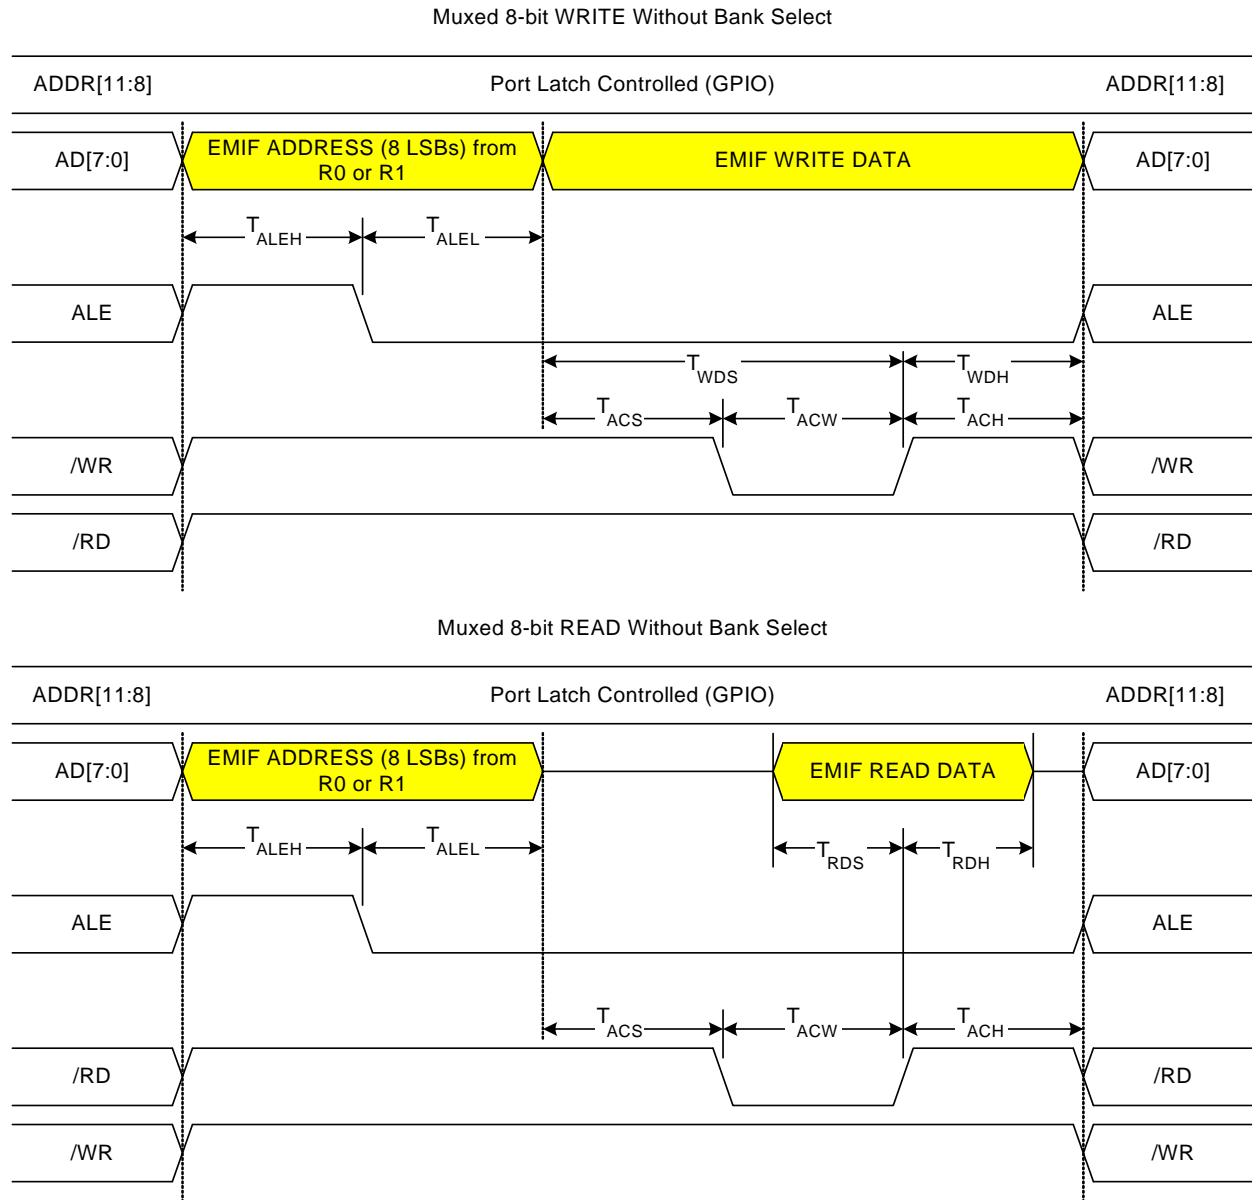 Muxed 8-bit WRITE Without Bank Select
ADDR[11:8] Port Latch Controlled (GPIO) ADDR[11:8]
AD[7:0] EMIF ADDRESS (8 LSBs) from R0 or R1 EMIF WRITE DATA AD[7:0]
TALEH TALEL
ALE ALE
TWDS TWDH
TACS TACW TACH
/WR /WR
/RD /RD
Muxed 8-bit READ Without Bank Select
ADDR[11:8] Port Latch Controlled (GPIO) ADDR[11:8]
AD[7:0] EMIF ADDRESS (8 LSBs) from R0 or R1 EMIF READ DATA AD[7:0]
TALEH TALEL TRDS TRDH
ALE ALE
TACS TACW TACH
/RD /RD
/WR /WR